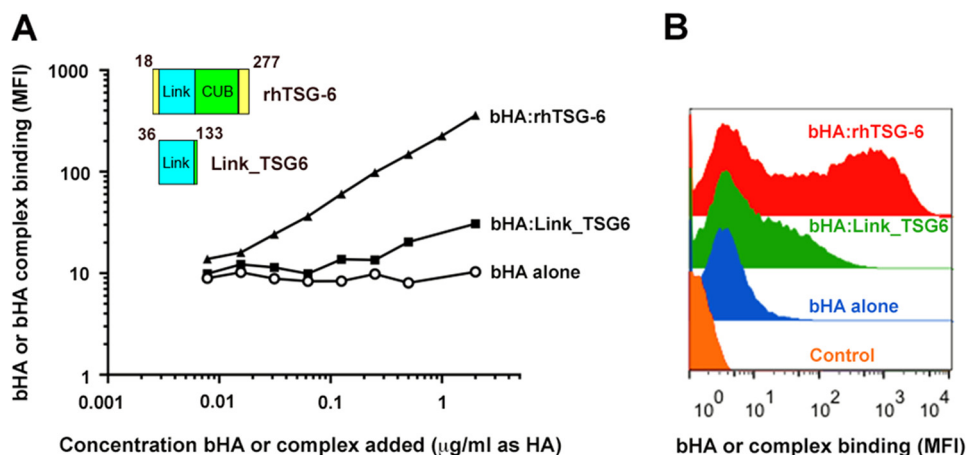 A
bHA or bHA complex binding (MFI)
1000
100
10
1
0.001
0.01
0.1
1
Concentration bHA or complex added (µg/ml as HA)
18
277
Link
CUB
rhTSG-6
36
133
Link
Link_TSG6
bHA:rhTSG-6
bHA:Link_TSG6
bHA alone
B
bHA:rhTSG-6
bHA:Link_TSG6
bHA alone
Control
10⁰ 10¹ 10² 10³ 10⁴
bHA or complex binding (MFI)